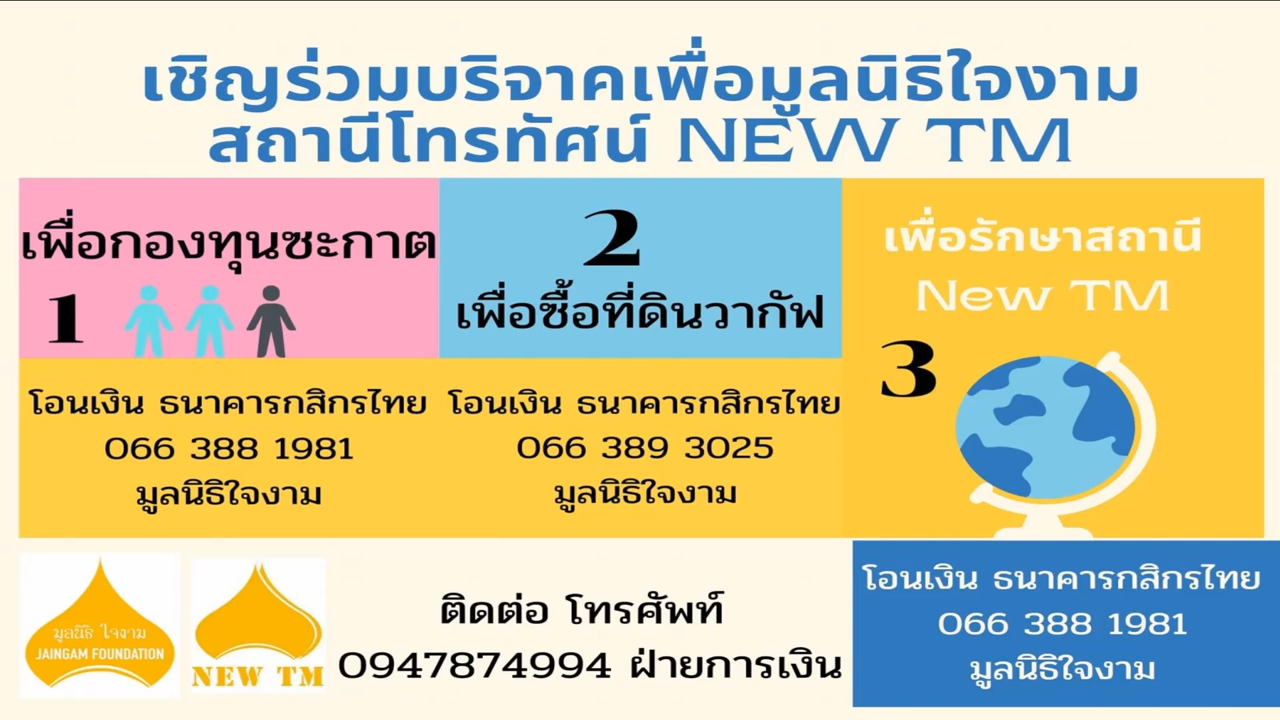 เชิญร่วมบริจาคเพื่อมูลนิธิใจงาม
สถานีโทรทัศน์ NEW TM
เพื่อกองทุนซะกาต
1
โอนเงิน ธนาคารกสิกรไทย
066 388 1981
มูลนิธิใจงาม
2
เพื่อซื้อที่ดินวากัฟ
โอนเงิน ธนาคารกสิกรไทย
066 389 3025
มูลนิธิใจงาม
เพื่อรักษาสถานี
New TM
3
โอนเงิน ธนาคารกสิกรไทย
066 388 1981
มูลนิธิใจงาม
มูลนิธิ ใจงาม
JAINGAM FOUNDATION
NEW TM
ติดต่อ โทรศัพท์
0947874994 ฝ่ายการเงิน